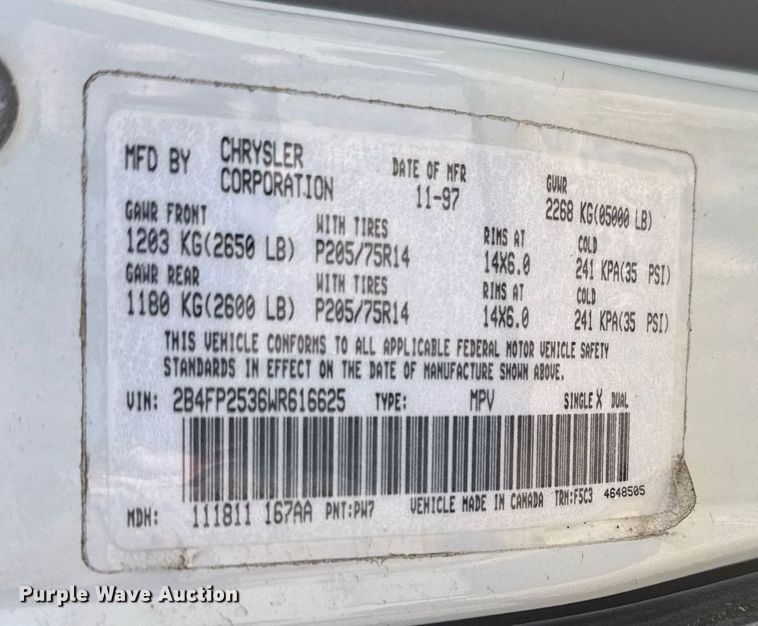 MFD BY CHRYSLER CORPORATION DATE OF MFR 11-97 GVWR 2268 KG(05000 LB)
GAWR FRONT WITH TIRES RIMS AT COLD
1203 KG(2650 LB) P205/75R14 14X6.0 241 KPA(35 PSI)
GAWR REAR WITH TIRES RIMS AT COLD
1180 KG(2600 LB) P205/75R14 14X6.0 241 KPA(35 PSI)
THIS VEHICLE CONFORMS TO ALL APPLICABLE FEDERAL MOTOR VEHICLE SAFETY
STANDARDS IN EFFECT ON THE DATE OF MANUFACTURE SHOWN ABOVE.
VIN: 2B4FP2536WR616625 TYPE: MPV SINGLE X DUAL
MDH: 111811 167AA PNT:PW7 VEHICLE MADE IN CANADA TRM:F5C3 4648505
Purple Wave Auction